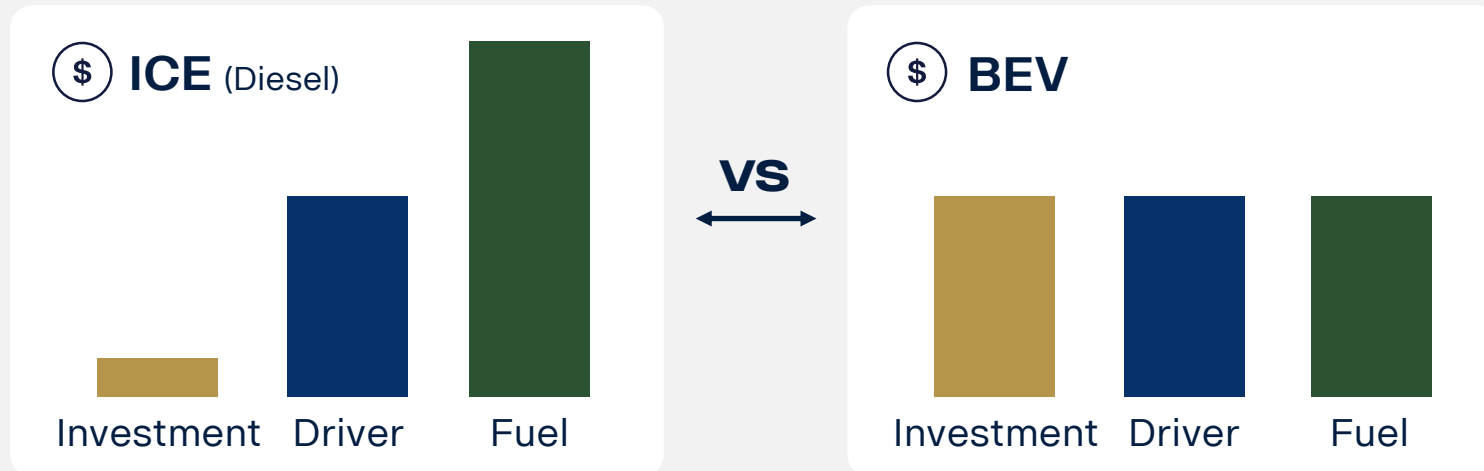 $ ICE (Diesel)
Investment Driver Fuel
vs
$ BEV
Investment Driver Fuel